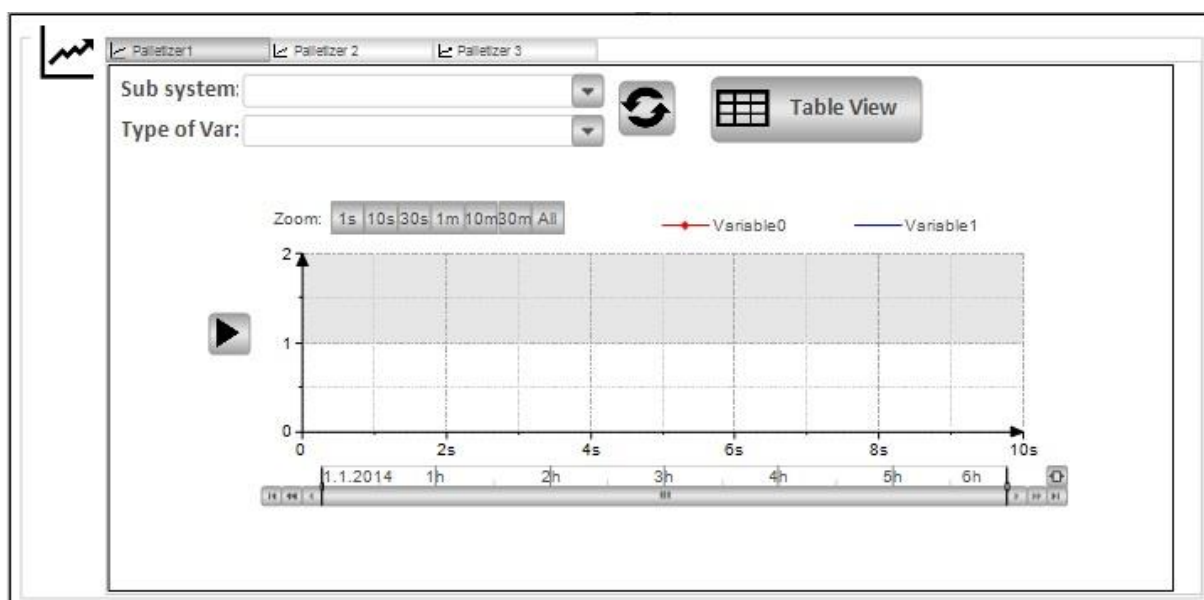 Palletizer1 Palletizer 2 Palletizer 3
Sub system:
Table View
Type of Var:
Zoom: 1s 10s 30s 1m 10m 30m All Variable0 Variable1
2
1
0
0 2s 4s 6s 8s 10s
1.1.2014 1h 2h 3h 4h 5h 6h